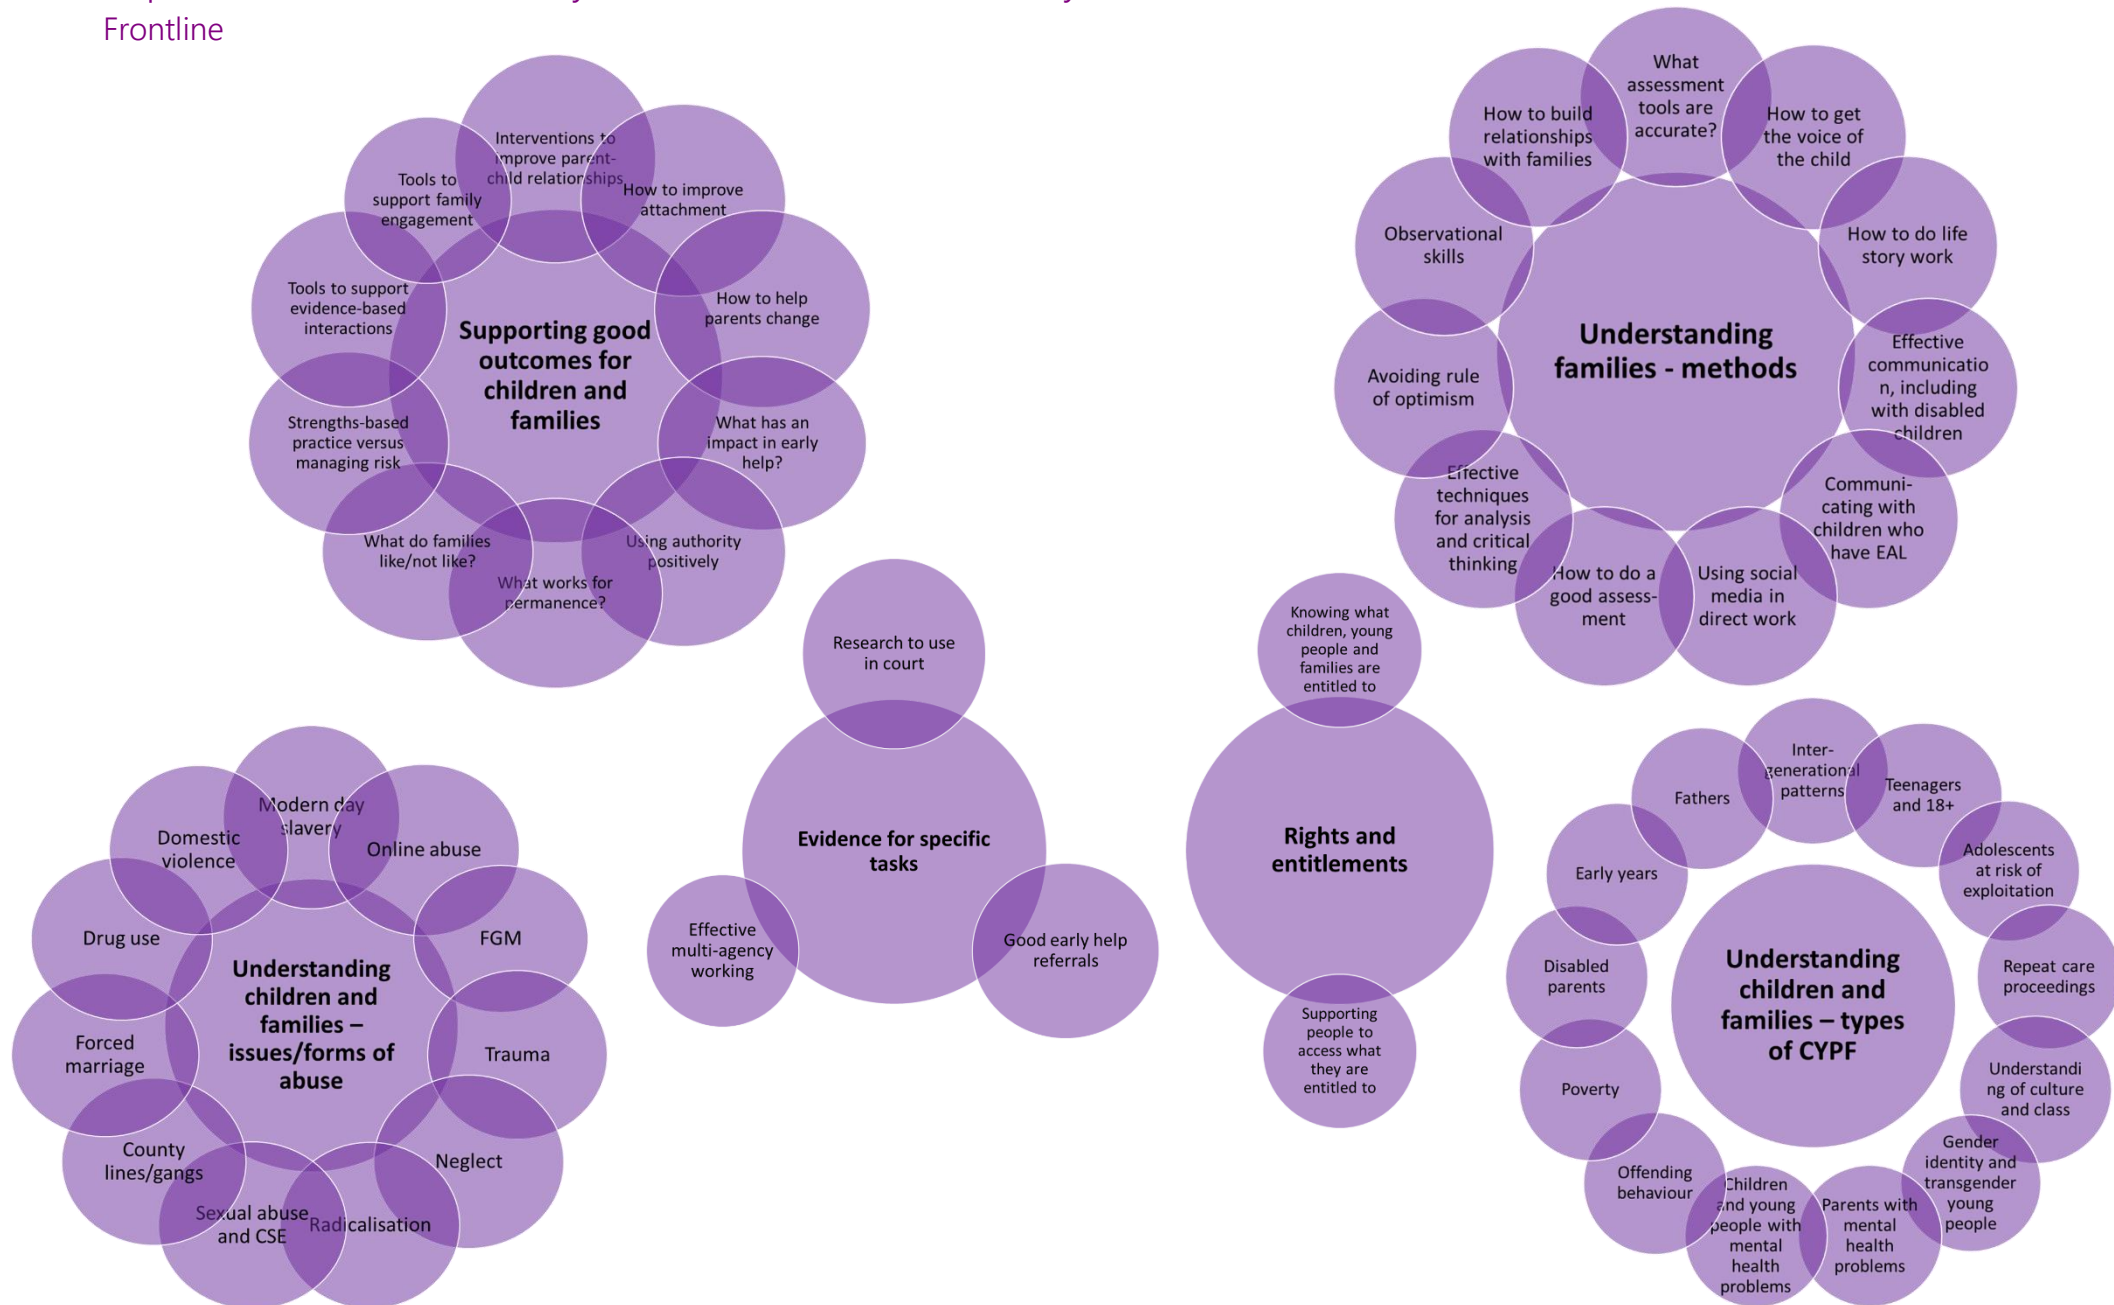 Frontline
Interventions to
improve parent-
child relationships
How to improve
attachment
How to help
parents change
What has an
impact in early
help?
Using authority
positively
What works for
permanence?
What do families
like/not like?
Strengths-based
practice versus
managing risk
Tools to support
evidence-based
interactions
Tools to
support family
engagement
Supporting good
outcomes for
children and
families
What
assessment
tools are
accurate?
How to get
the voice of
the child
How to do life
story work
Effective
communicatio
n, including
with disabled
children
Communi-
cating with
children who
have EAL
Using social
media in
direct work
How to do a
good assess-
ment
Effective
techniques
for analysis
and critical
thinking
Avoiding rule
of optimism
Observational
skills
How to build
relationships
with families
Understanding
families - methods
Research to use
in court
Evidence for specific
tasks
Good early help
referrals
Effective
multi-agency
working
Knowing what
children, young
people and
families are
entitled to
Rights and
entitlements
Supporting
people to
access what
they are
entitled to
Modern day
slavery
Online abuse
FGM
Trauma
Neglect
Radicalisation
Sexual abuse
and CSE
County
lines/gangs
Forced
marriage
Drug use
Domestic
violence
Understanding
children and
families –
issues/forms of
abuse
Inter-
generational
patterns
Teenagers
and 18+
Adolescents
at risk of
exploitation
Repeat care
proceedings
Understandi
ng of culture
and class
Gender
identity and
transgender
young
people
Parents with
mental
health
problems
Children
and young
people with
mental
health
problems
Offending
behaviour
Poverty
Disabled
parents
Early years
Fathers
Understanding
children and
families – types
of CYPF